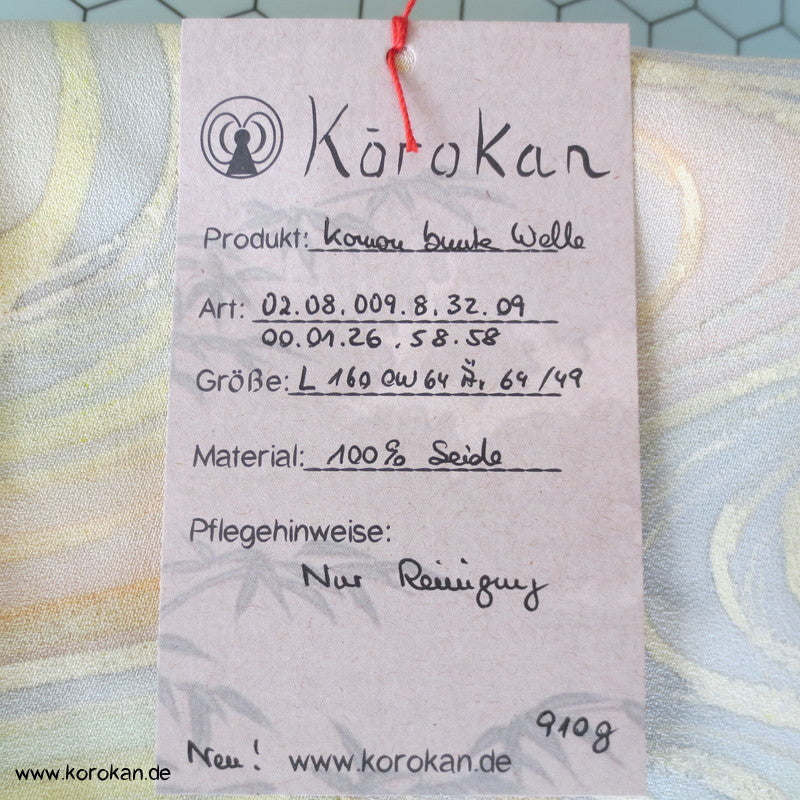 Kōrokan
Produkt: Komon bunte Welle
Art: 02.08.009.8.32.09
00.01.26.58.58
Größe: L 160 OW 64 Ä. 64/49
Material: 100% Seide
Pflegehinweise:
Nur Reinigung
910g
Neu! www.korokan.de
www.korokan.de